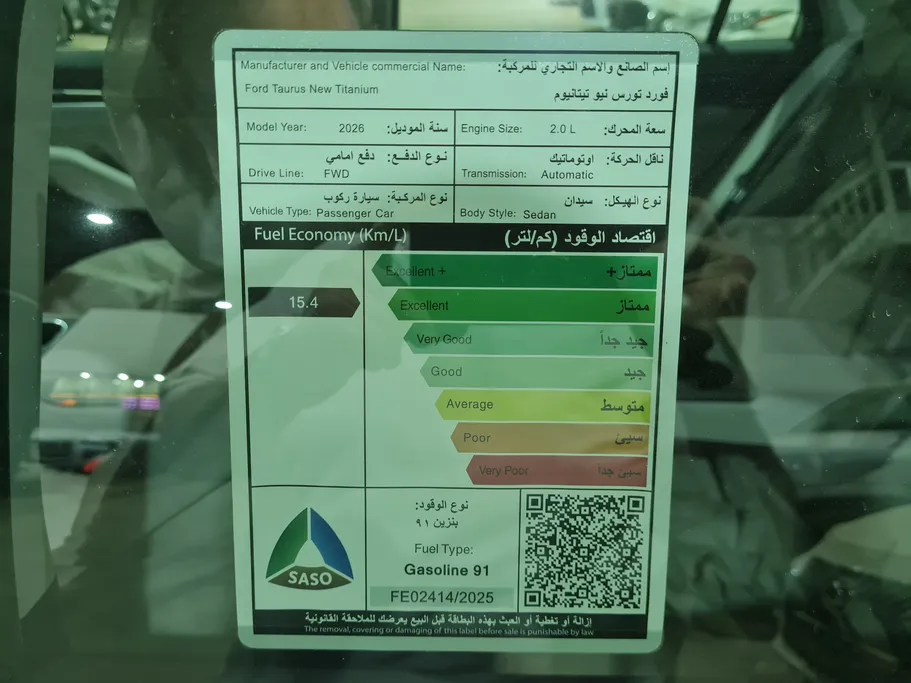 Manufacturer and Vehicle commercial Name: إسم الصانع والاسم التجاري للمركبة:
Ford Taurus New Titanium فورد تورس نيو تيتانيوم
Model Year: 2026 سنة الموديل:
Engine Size: 2.0 L سعة المحرك:
نوع الدفع: دفع امامي
Drive Line: FWD
ناقل الحركة: اوتوماتيك
Transmission: Automatic
نوع المركبة: سيارة ركوب
Vehicle Type: Passenger Car
نوع الهيكل: سيدان
Body Style: Sedan
Fuel Economy (Km/L) اقتصاد الوقود (كم/لتر)
15.4
Excellent + ممتاز+
Excellent ممتاز
Very Good جيد جداً
Good جيد
Average متوسط
Poor سيئ
Very Poor سيئ جداً
SASO
نوع الوقود:
بنزين ٩١
Fuel Type:
Gasoline 91
FE02414/2025
إزالة أو تغطية أو العبث بهذه البطاقة قبل البيع يعرضك للملاحقة القانونية
The removal, covering or damaging of this label before sale is punishable by law